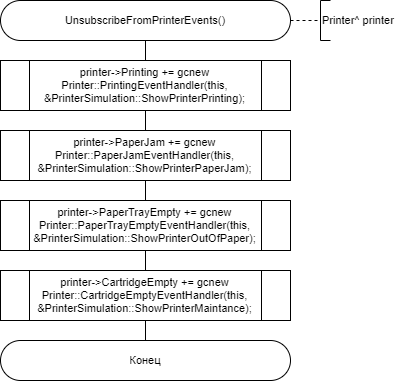 UnsubscribeFromPrinterEvents()
Printer^ printer
printer->Printing += gcnew
Printer::PrintingEventHandler(this,
&PrinterSimulation::ShowPrinterPrinting);
printer->PaperJam += gcnew
Printer::PaperJamEventHandler(this,
&PrinterSimulation::ShowPrinterPaperJam);
printer->PaperTrayEmpty += gcnew
Printer::PaperTrayEmptyEventHandler(this,
&PrinterSimulation::ShowPrinterOutOfPaper);
printer->CartridgeEmpty += gcnew
Printer::CartridgeEmptyEventHandler(this,
&PrinterSimulation::ShowPrinterMaintance);
Конец